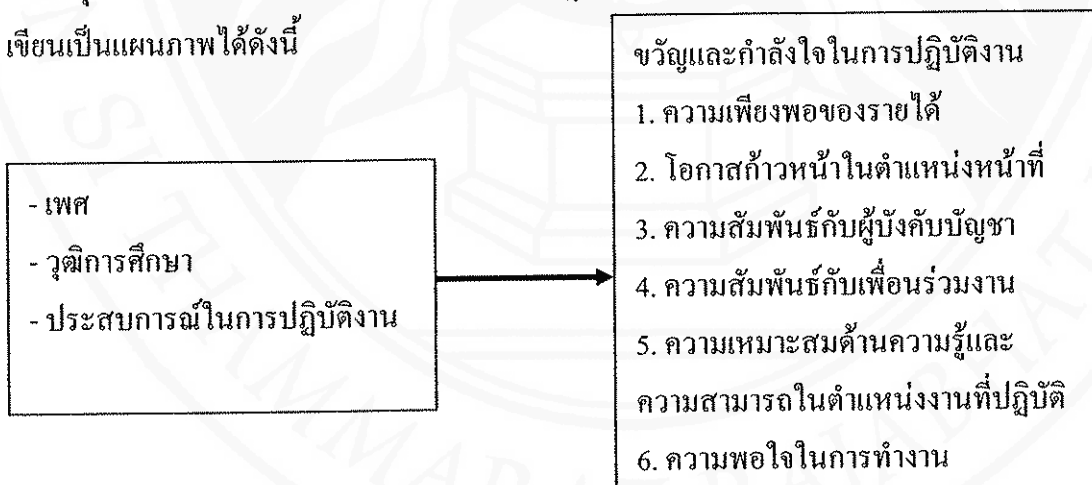 เขียนเป็นแผนภาพได้ดังนี้
- เพศ
- วุฒิการศึกษา
- ประสบการณ์ในการปฏิบัติงาน
ขวัญและกำลังใจในการปฏิบัติงาน
1. ความเพียงพอของรายได้
2. โอกาสก้าวหน้าในตำแหน่งหน้าที่
3. ความสัมพันธ์กับผู้บังคับบัญชา
4. ความสัมพันธ์กับเพื่อนร่วมงาน
5. ความเหมาะสมด้านความรู้และ
ความสามารถในตำแหน่งงานที่ปฏิบัติ
6. ความพอใจในการทำงาน